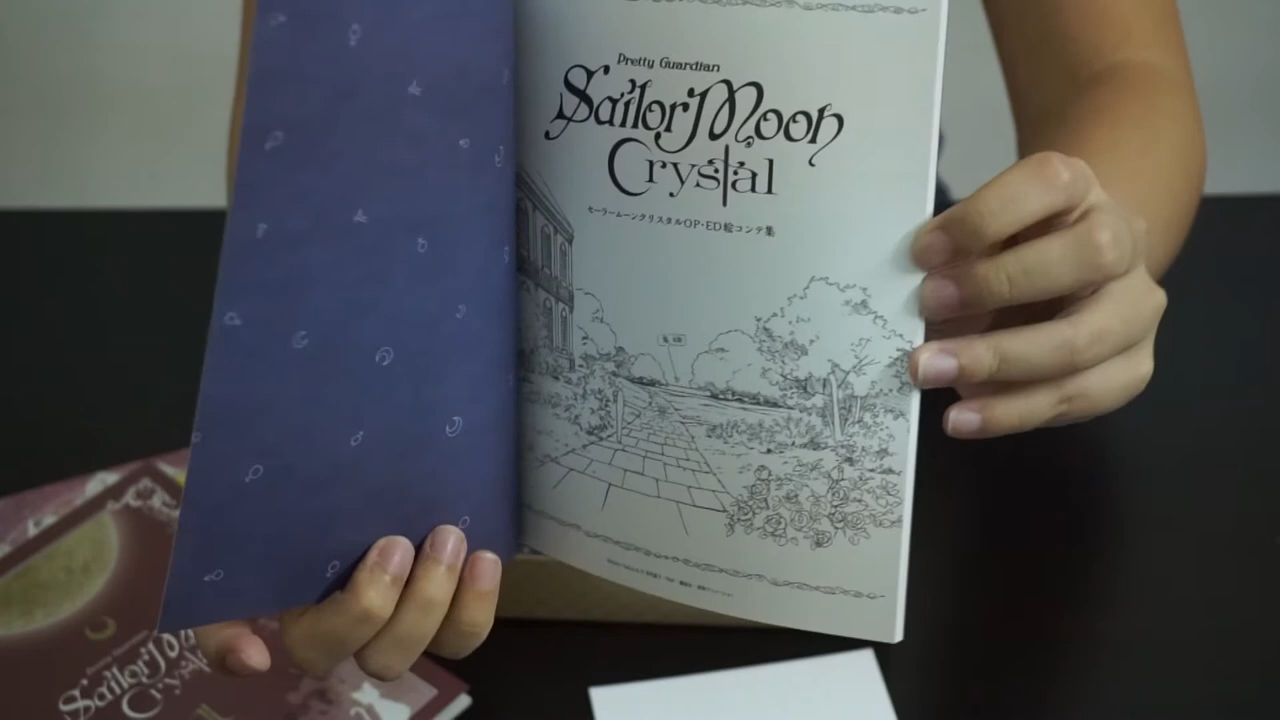 Pretty Guardian
Sailor Moon
Crystal
セーラームーンクリスタルOP・ED絵コンテ集
Sailor Moo
Crystal